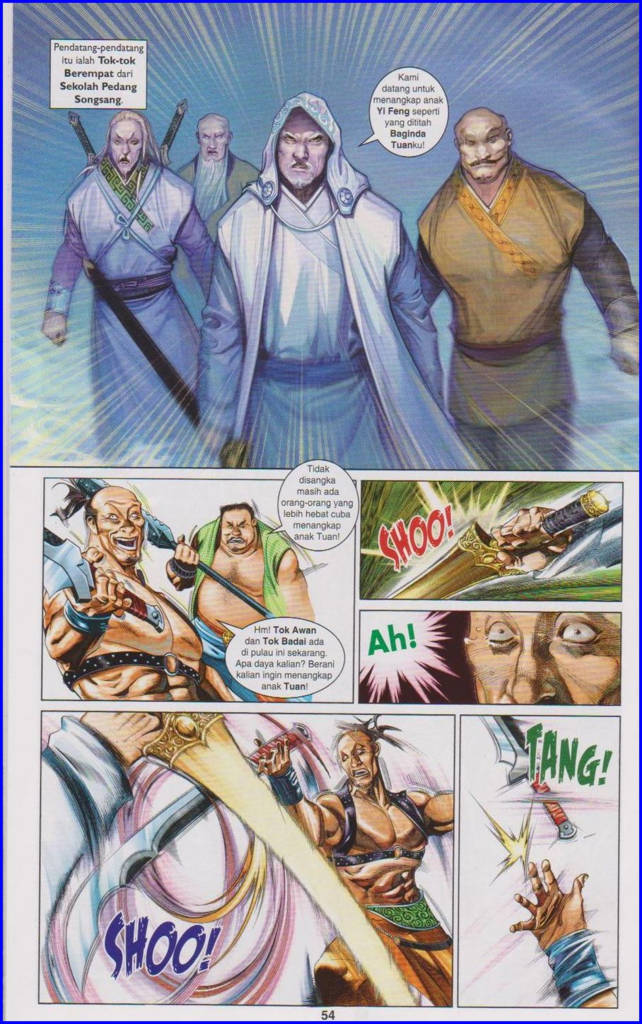 Pendatang-pendatang
itu ialah Tok-tok
Berempat dari
Sekolah Pedang
Songsang.
Kami
datang untuk
menangkap anak
Yi Feng seperti
yang dititah
Baginda
Tuanku!
Tidak
disangka
masih ada
orang-orang yang
lebih hebat cuba
menangkap
anak Tuan!
Hm! Tok Awan
dan Tok Badai ada
di pulau ini sekarang.
Apa daya kalian? Berani
kalian ingin menangkap
anak Tuan!
SHOO!
Ah!
SHOO!
TANG!
54